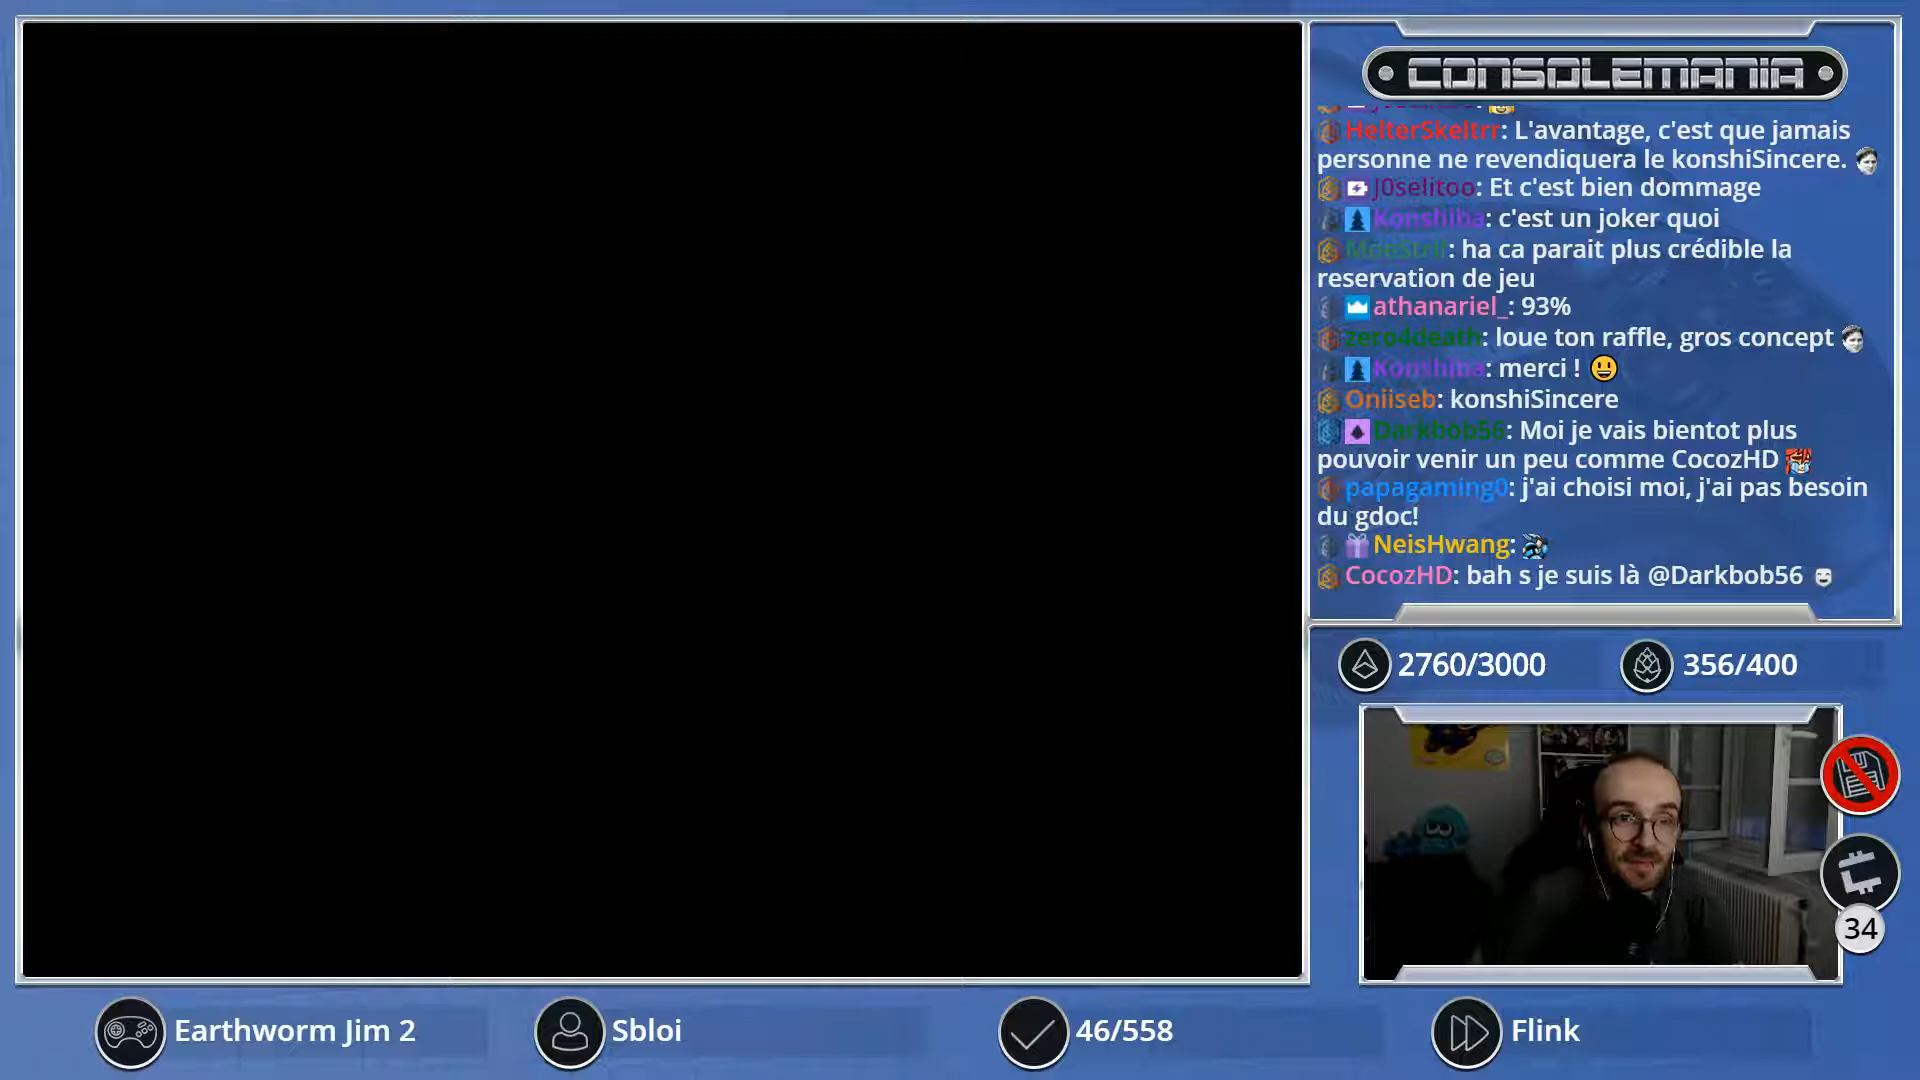 CONSOLEMANIA
HelterSkeltrr: L'avantage, c'est que jamais
personne ne revendiquera le konshiSincere.
J0selitoo: Et c'est bien dommage
Konshiba: c'est un joker quoi
MoeStrif: ha ca parait plus crédible la
reservation de jeu
athanariel_: 93%
zero4death: loue ton raffle, gros concept
Konshiba: merci !
Oniiseb: konshiSincere
Darkbob56: Moi je vais bientot plus
pouvoir venir un peu comme CocozHD
papagaming0: j'ai choisi moi, j'ai pas besoin
du gdoc!
NeisHwang:
CocozHD: bah s je suis là @Darkbob56
2760/3000
356/400
34
Earthworm Jim 2
Sbloi
46/558
Flink